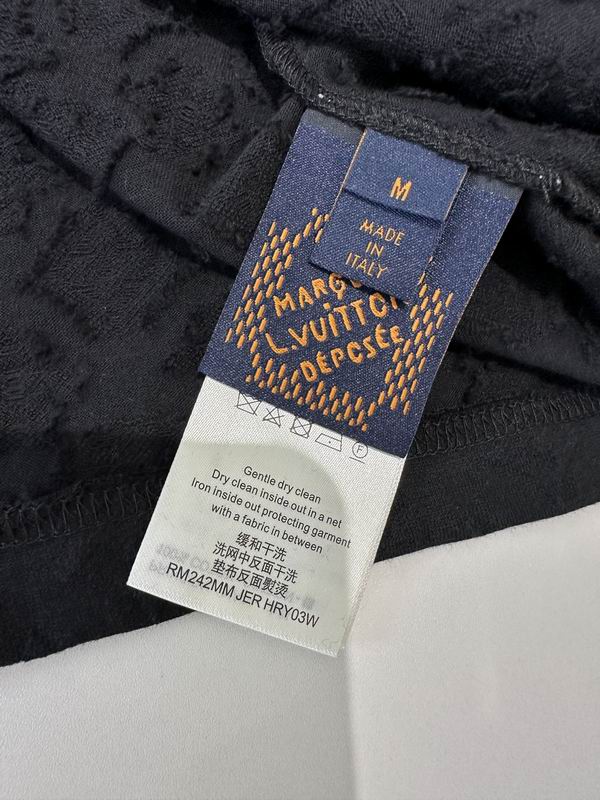 M
MADE
IN
ITALY
L.VUITTON
DÉPOSÉE
Gentle dry clean
Dry clean inside out in a net
Iron inside out protecting garment
with a fabric in between
缓和干洗
洗网中反面干洗
垫布反面熨烫
RM242MM JER HRY03W